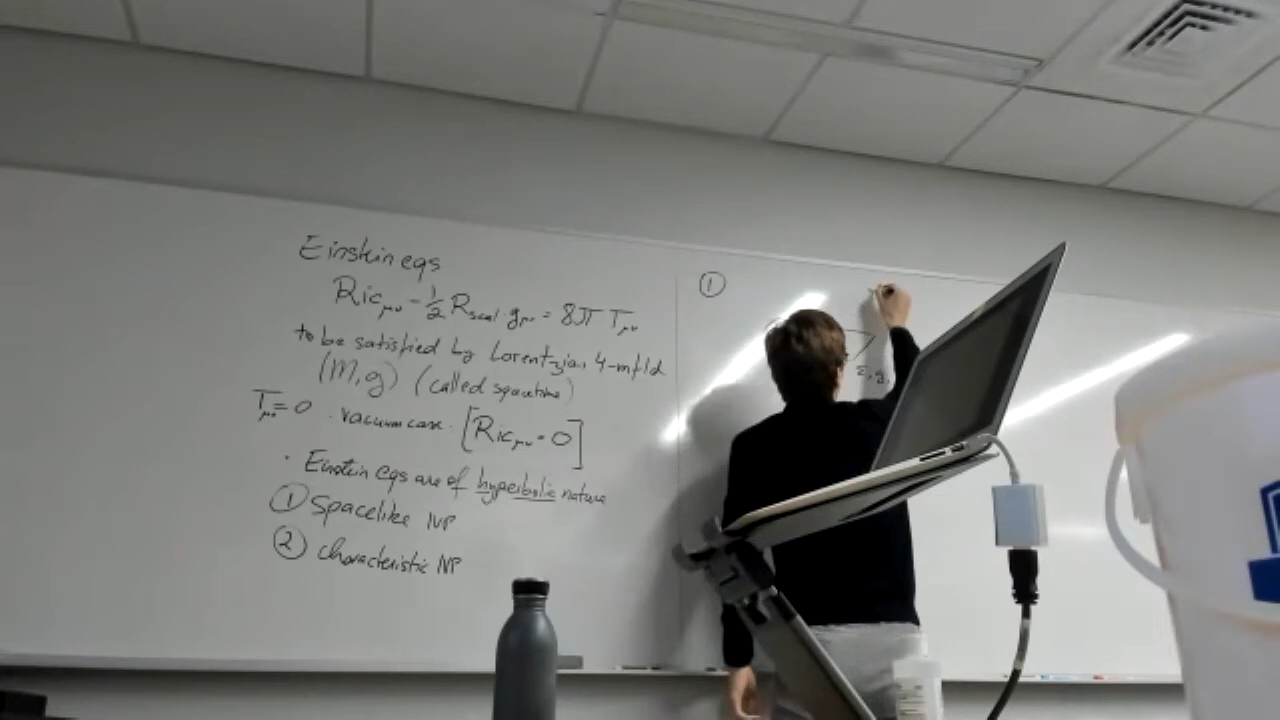 Einstein eqs
Ric_μν - 1/2 R_scal g_μν = 8π T_μν
to be satisfied by Lorentzian 4-mfld
(M, g) (called spacetime)
T_μν = 0 · vacuum case · [Ric_μν = 0]
· Einstein eqs are of hyperbolic nature
① Spacelike IVP
② characteristic IVP
①
Σ, g,